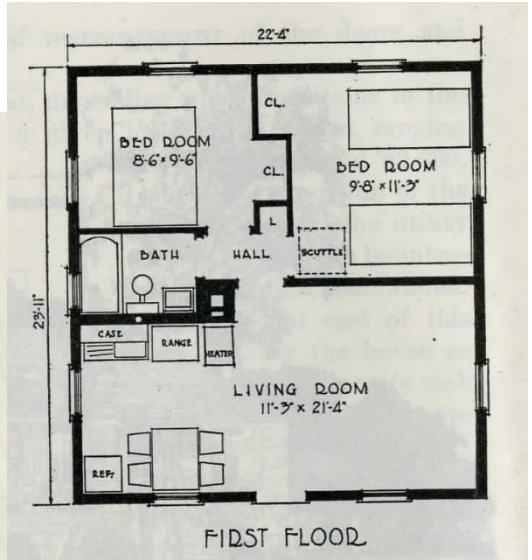 22'-4"
CL.
BED ROOM
8'-6" × 9'-6"
CL.
BED ROOM
9'-8" × 11'-3"
L
BATH
HALL
SCUTTLE
23'-11"
CASE
RANGE
HEATER
LIVING ROOM
11'-3" × 21'-4"
REF.
FIRST FLOOR